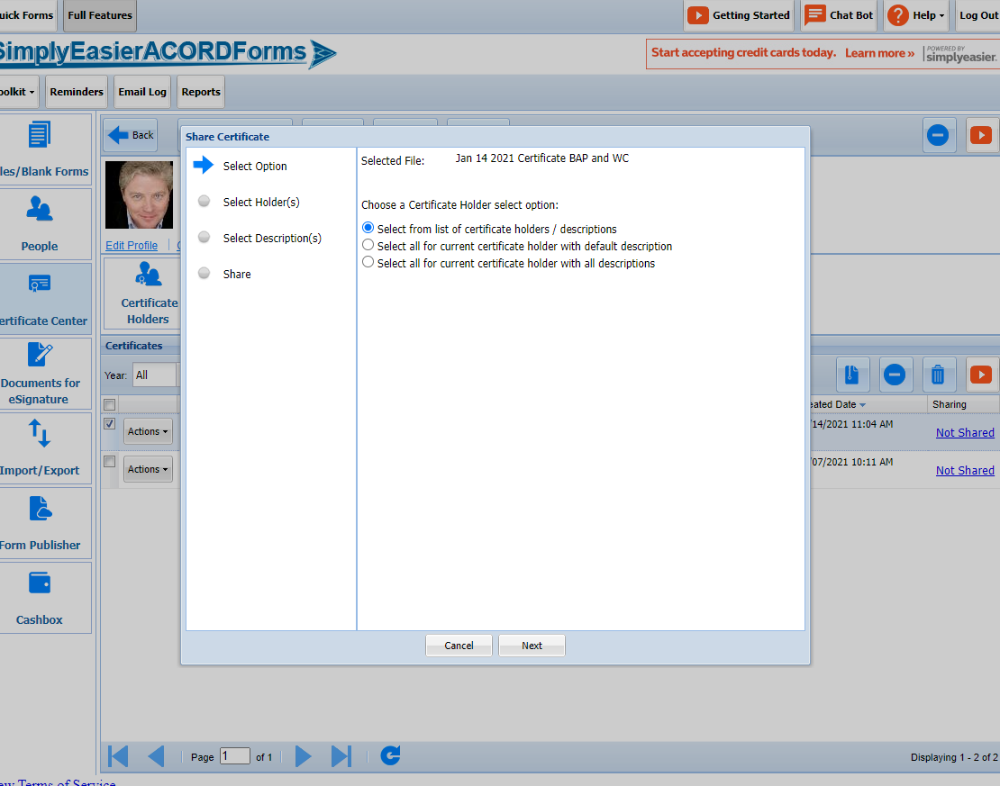 uick Forms
Full Features
Getting Started
Chat Bot
Help
Log Out
SimplyEasierACORDForms
Start accepting credit cards today. Learn more »
POWERED BY
simplyeasier.
oolkit
Reminders
Email Log
Reports
les/Blank Forms
People
ertificate Center
Documents for
eSignature
Import/Export
Form Publisher
Cashbox
Back
Edit Profile
Certificate
Holders
Certificates
Year: All
Share Certificate
Select Option
Select Holder(s)
Select Description(s)
Share
Selected File: Jan 14 2021 Certificate BAP and WC
Choose a Certificate Holder select option:
Select from list of certificate holders / descriptions
Select all for current certificate holder with default description
Select all for current certificate holder with all descriptions
Cancel
Next
eated Date
Sharing
Actions
/14/2021 11:04 AM
Not Shared
Actions
/07/2021 10:11 AM
Not Shared
Page 1 of 1
Displaying 1 - 2 of 2
ew Terms of Service